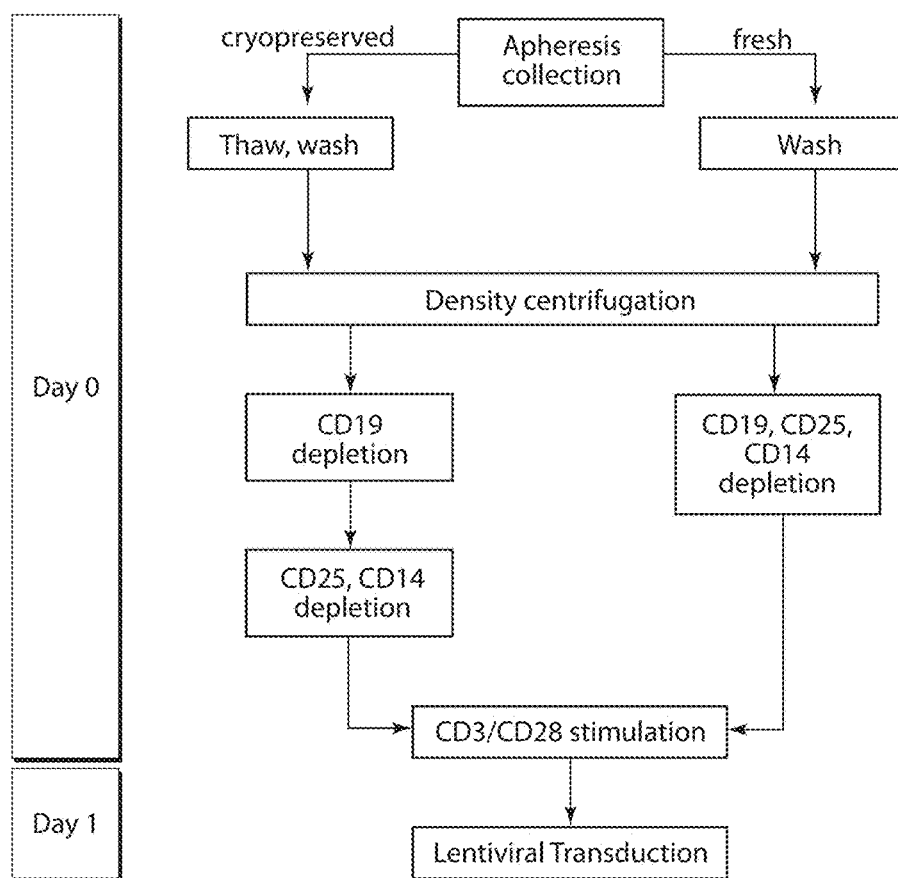 cryopreserved
Apheresis
collection
fresh
Thaw, wash
Wash
Density centrifugation
Day 0
CD19
depletion
CD19, CD25,
CD14
depletion
CD25, CD14
depletion
CD3/CD28 stimulation
Day 1
Lentiviral Transduction